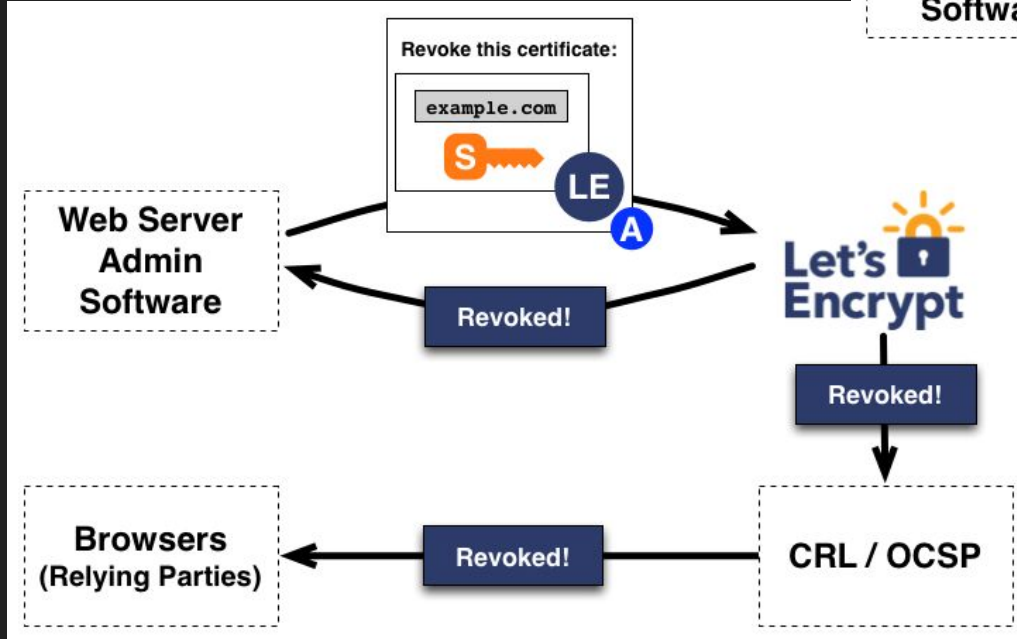 Softwa
Revoke this certificate:
example.com
S
LE
A
Web Server
Admin
Software
Let's
Encrypt
Revoked!
Revoked!
Browsers
(Relying Parties)
Revoked!
CRL / OCSP